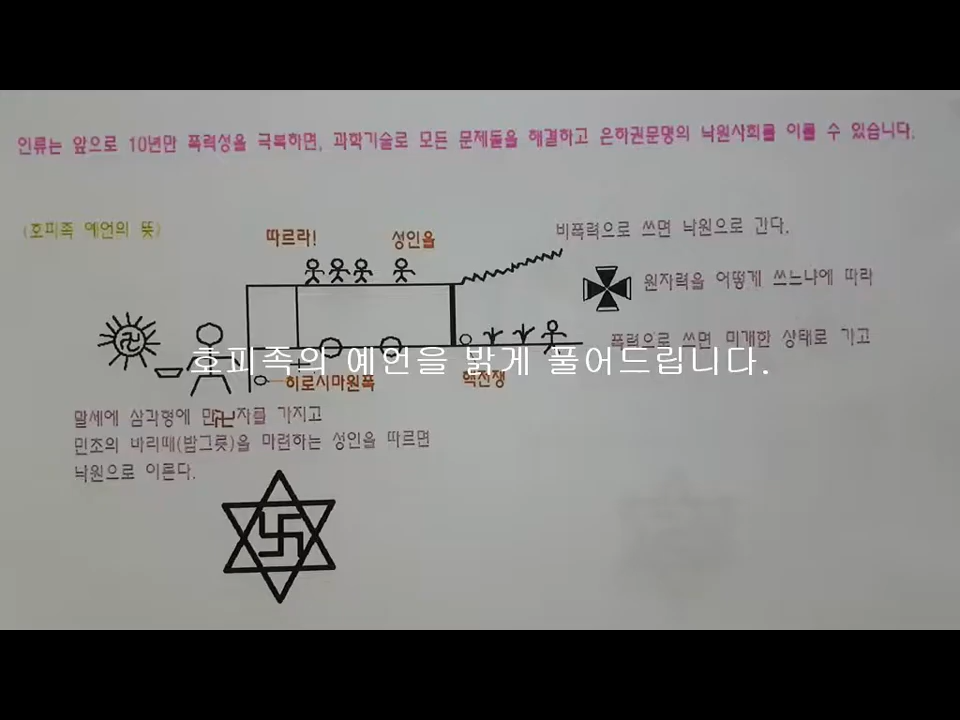 인류는 앞으로 10년만 폭력성을 극복하면, 과학기술로 모든 문제들을 해결하고 은하권문명의 낙원사회를 이룰 수 있습니다.
(호피족 예언의 뜻)
따르라! 성인을
비폭력으로 쓰면 낙원으로 간다.
원자력을 어떻게 쓰느냐에 따라
폭력으로 쓰면 미개한 상태로 가고
호피족의 예언을 밝게 풀어드립니다.
히로시마원폭
핵전쟁
말세에 삼각형에 만卍자를 가지고
민조의 바리때(밥그릇)을 마련하는 성인을 따르면
낙원으로 이른다.